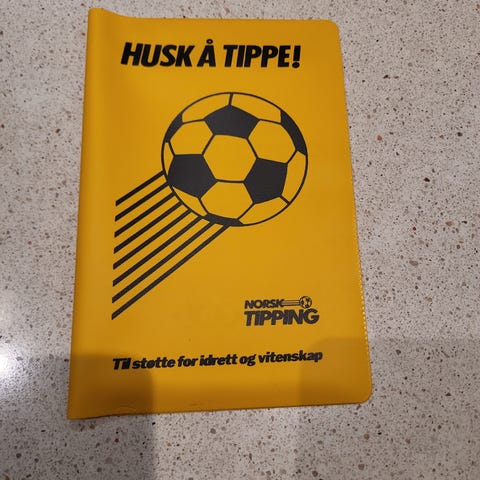 HUSK Å TIPPE!
NORSK
TIPPING
Til støtte for idrett og vitenskap